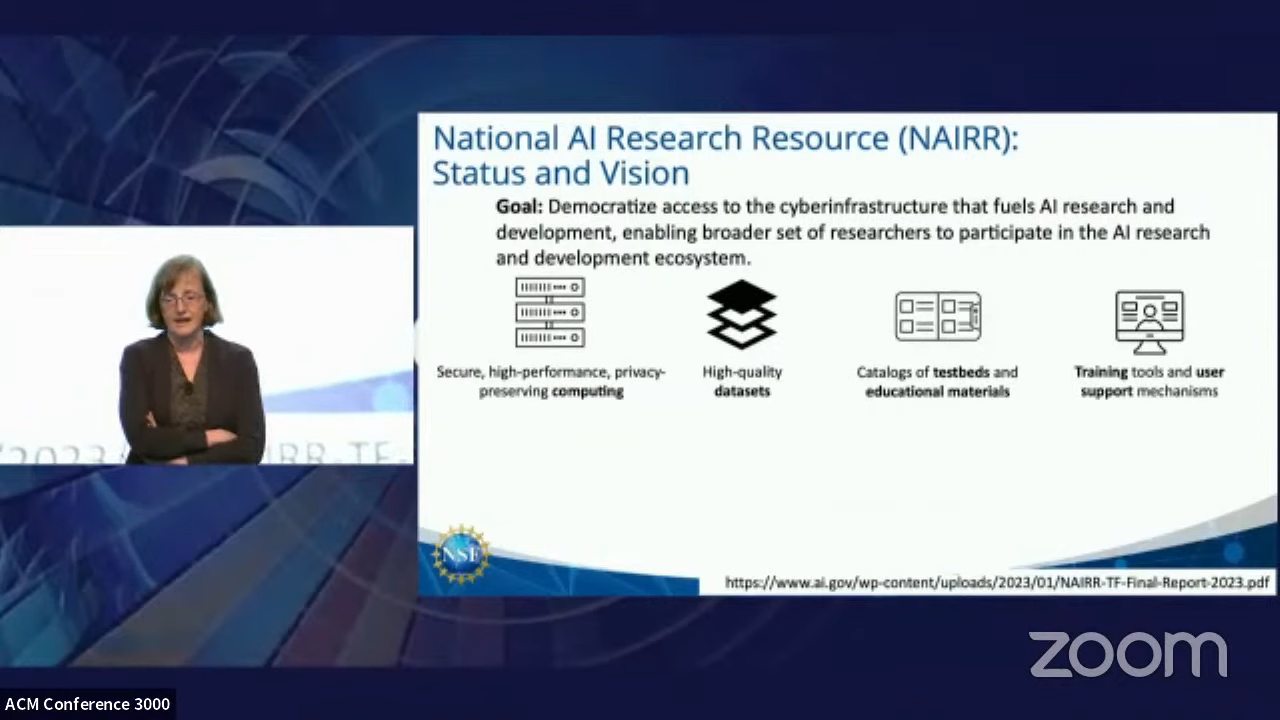 National AI Research Resource (NAIRR):
Status and Vision
Goal: Democratize access to the cyberinfrastructure that fuels AI research and
development, enabling broader set of researchers to participate in the AI research
and development ecosystem.
Secure, high-performance, privacy-
preserving computing
High-quality
datasets
Catalogs of testbeds and
educational materials
Training tools and user
support mechanisms
NSF
https://www.ai.gov/wp-content/uploads/2023/01/NAIRR-TF-Final-Report-2023.pdf
zoom
ACM Conference 3000